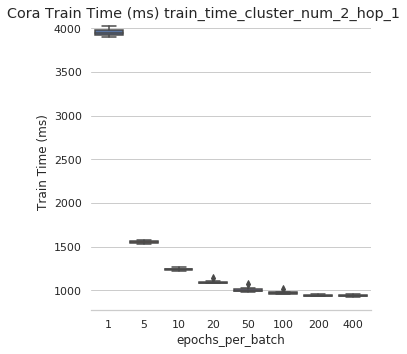 Cora Train Time (ms) train_time_cluster_num_2_hop_1
4000
3500
3000
2500
2000
1500
1000
Train Time (ms)
1 5 10 20 50 100 200 400
epochs_per_batch